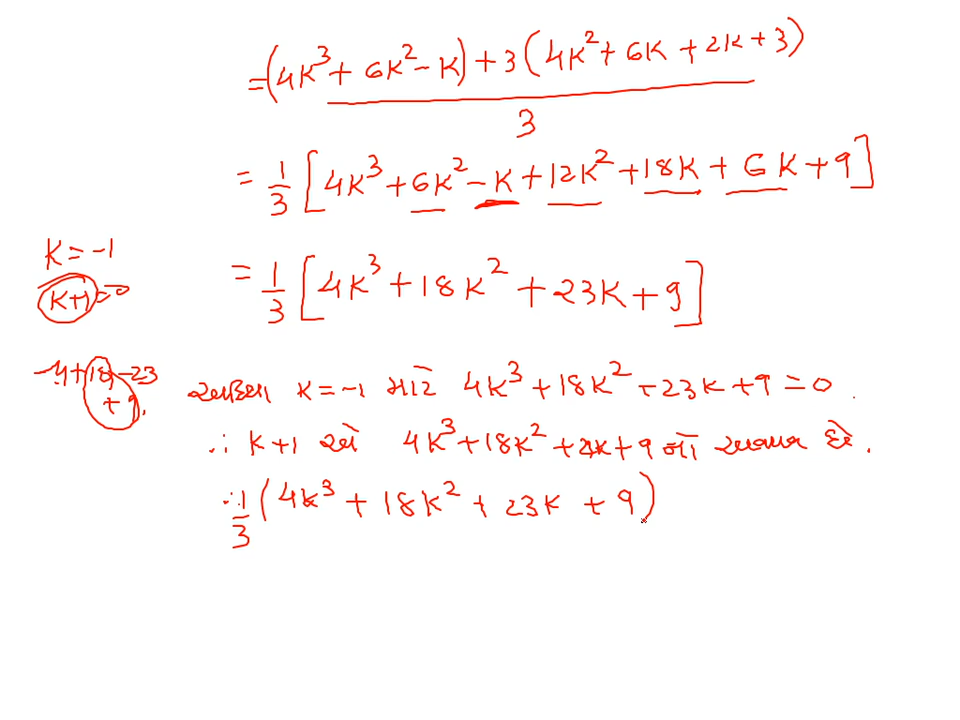 =(4K³+6K²-K)+3(4K²+6K+2K+3)
3
= 1/3 [4K³+6K²-K+12K²+18K+6K+9]
K=-1
K+1=0
= 1/3 [4K³+18K²+23K+9]
-4+18-23
+9.
K=-1 માટે 4K³+18K²+23K+9=0.
∴ K+1 એ 4K³+18K²+23K+9 નો અવયવ છે.
∴ 1/3 (4K³+18K²+23K+9)